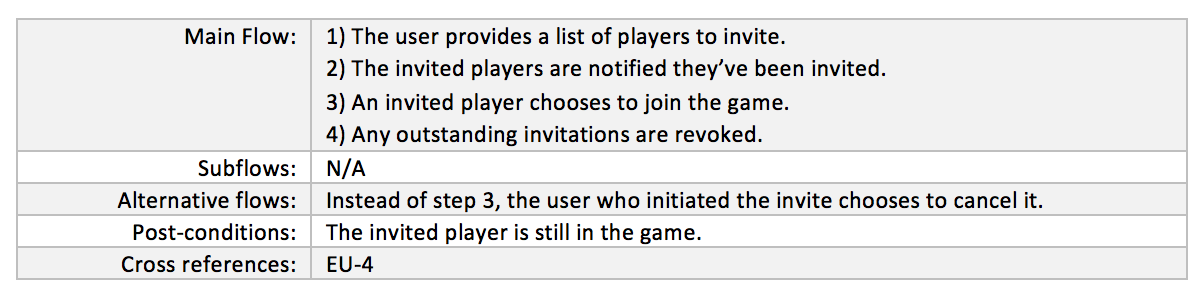 Main Flow: 1) The user provides a list of players to invite.
2) The invited players are notified they’ve been invited.
3) An invited player chooses to join the game.
4) Any outstanding invitations are revoked.
Subflows: N/A
Alternative flows: Instead of step 3, the user who initiated the invite chooses to cancel it.
Post-conditions: The invited player is still in the game.
Cross references: EU-4